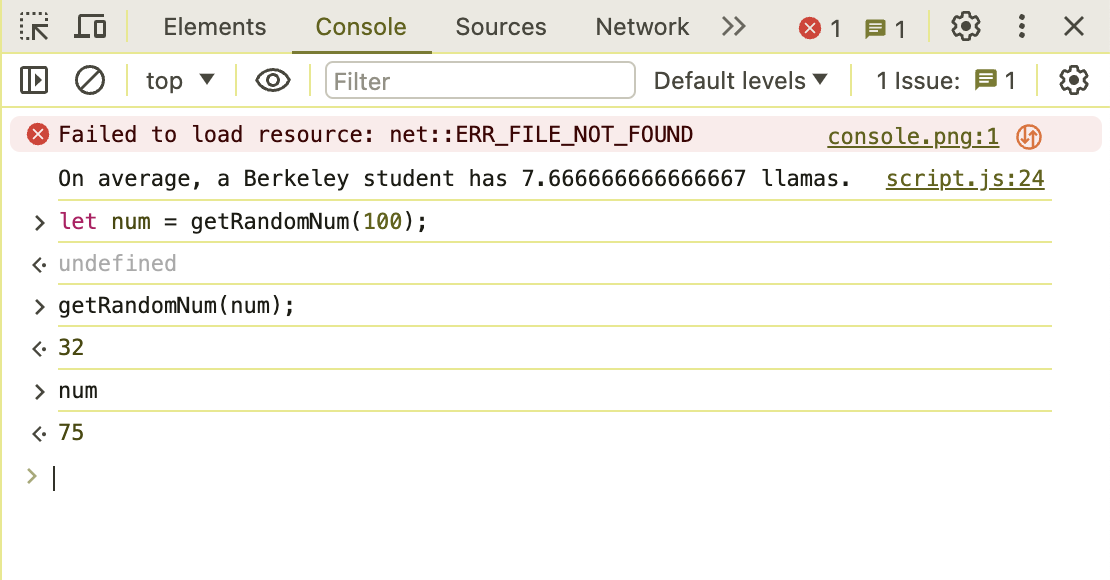 Elements Console Sources Network 1 1
top Filter Default levels 1 Issue: 1
Failed to load resource: net::ERR_FILE_NOT_FOUND console.png:1
On average, a Berkeley student has 7.666666666666667 llamas. script.js:24
> let num = getRandomNum(100);
undefined
> getRandomNum(num);
32
> num
75
>